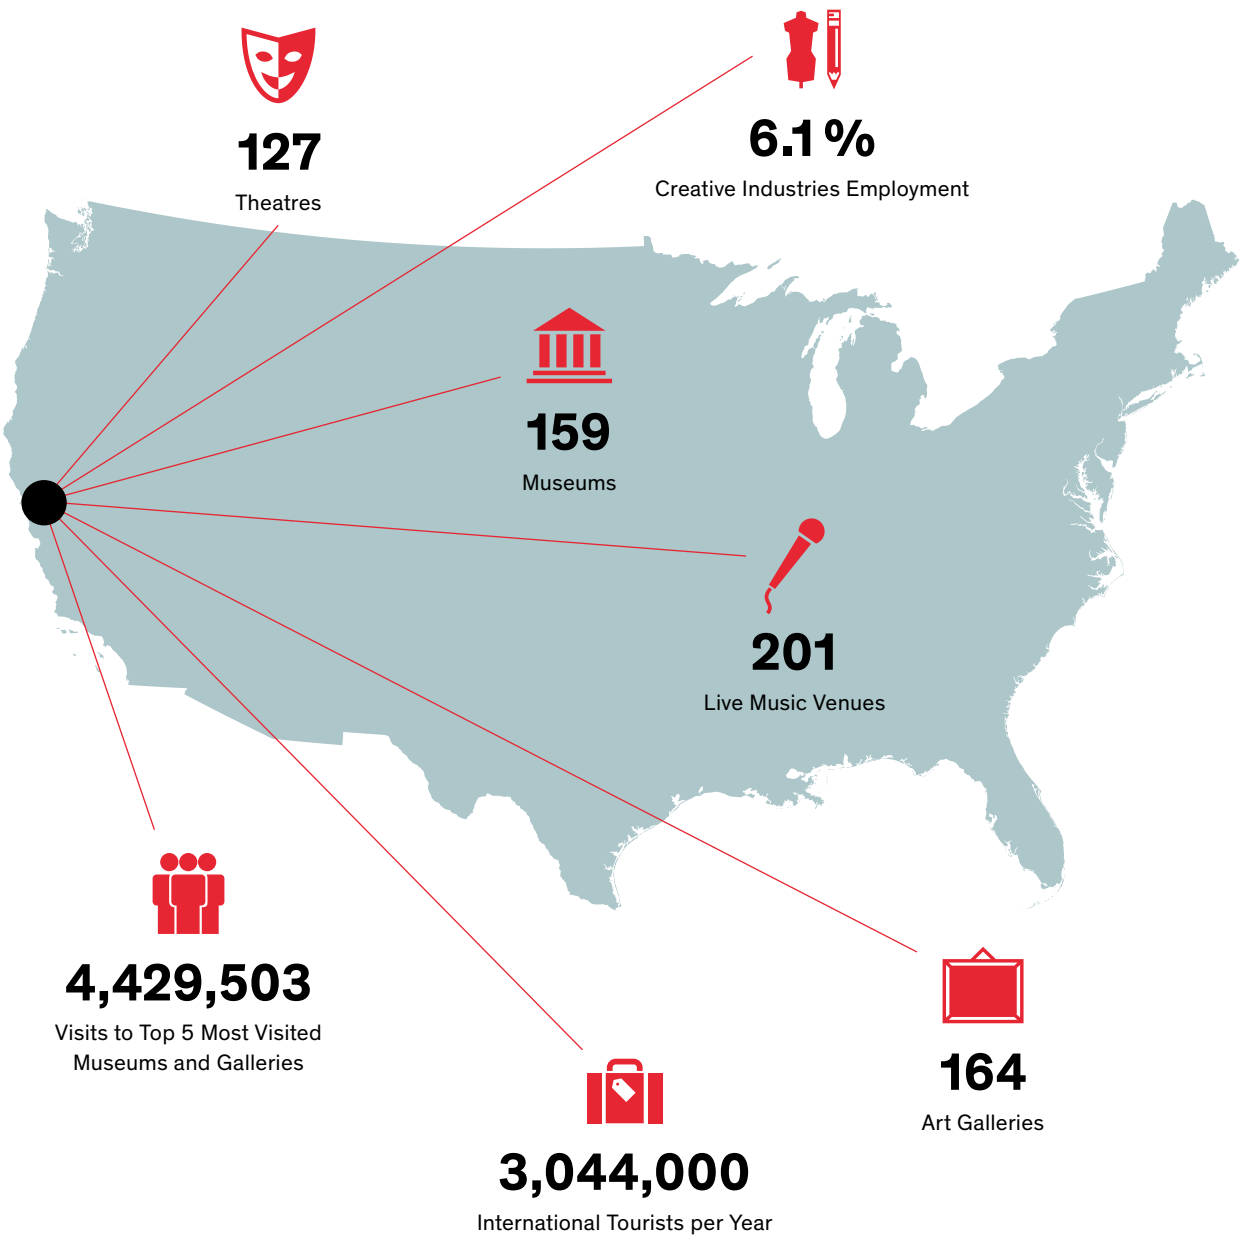 127
Theatres
6.1%
Creative Industries Employment
159
Museums
201
Live Music Venues
4,429,503
Visits to Top 5 Most Visited
Museums and Galleries
164
Art Galleries
3,044,000
International Tourists per Year